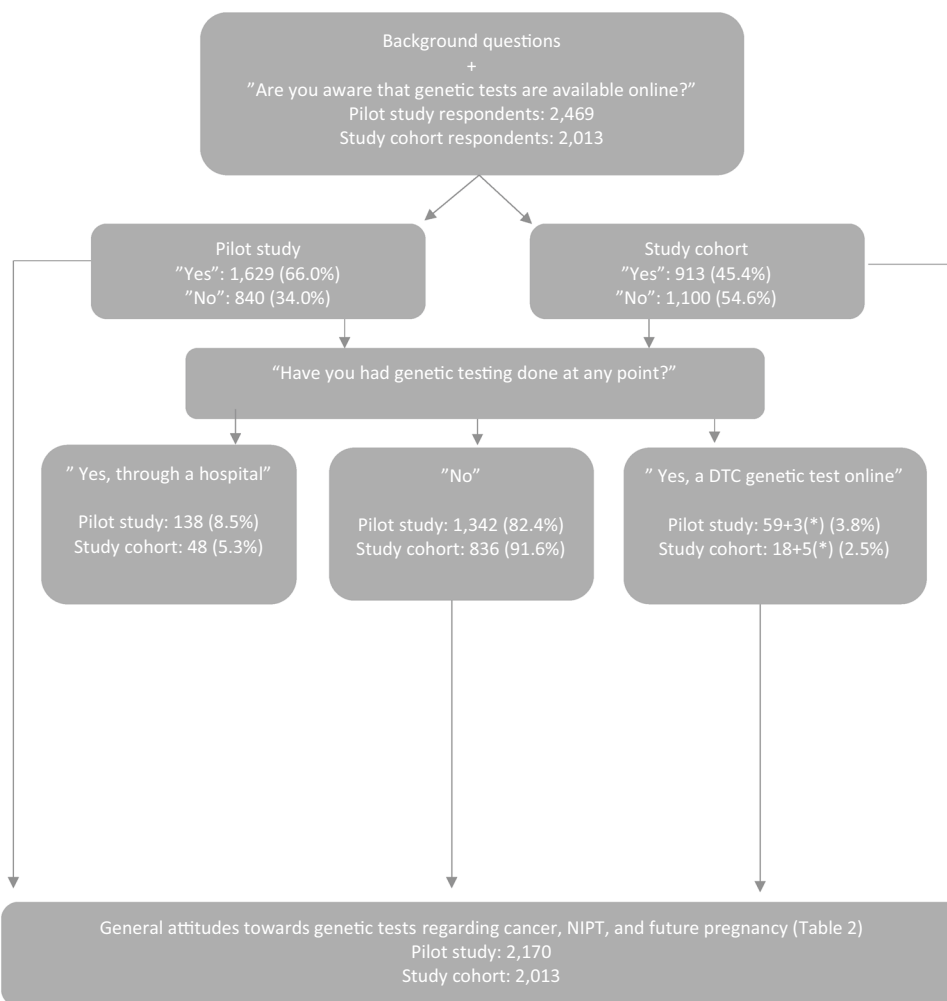 Background questions
+
”Are you aware that genetic tests are available online?”
Pilot study respondents: 2,469
Study cohort respondents: 2,013
Pilot study
”Yes”: 1,629 (66.0%)
”No”: 840 (34.0%)
Study cohort
”Yes”: 913 (45.4%)
”No”: 1,100 (54.6%)
“Have you had genetic testing done at any point?”
” Yes, through a hospital”
Pilot study: 138 (8.5%)
Study cohort: 48 (5.3%)
”No”
Pilot study: 1,342 (82.4%)
Study cohort: 836 (91.6%)
” Yes, a DTC genetic test online”
Pilot study: 59+3(*) (3.8%)
Study cohort: 18+5(*) (2.5%)
General attitudes towards genetic tests regarding cancer, NIPT, and future pregnancy (Table 2)
Pilot study: 2,170
Study cohort: 2,013